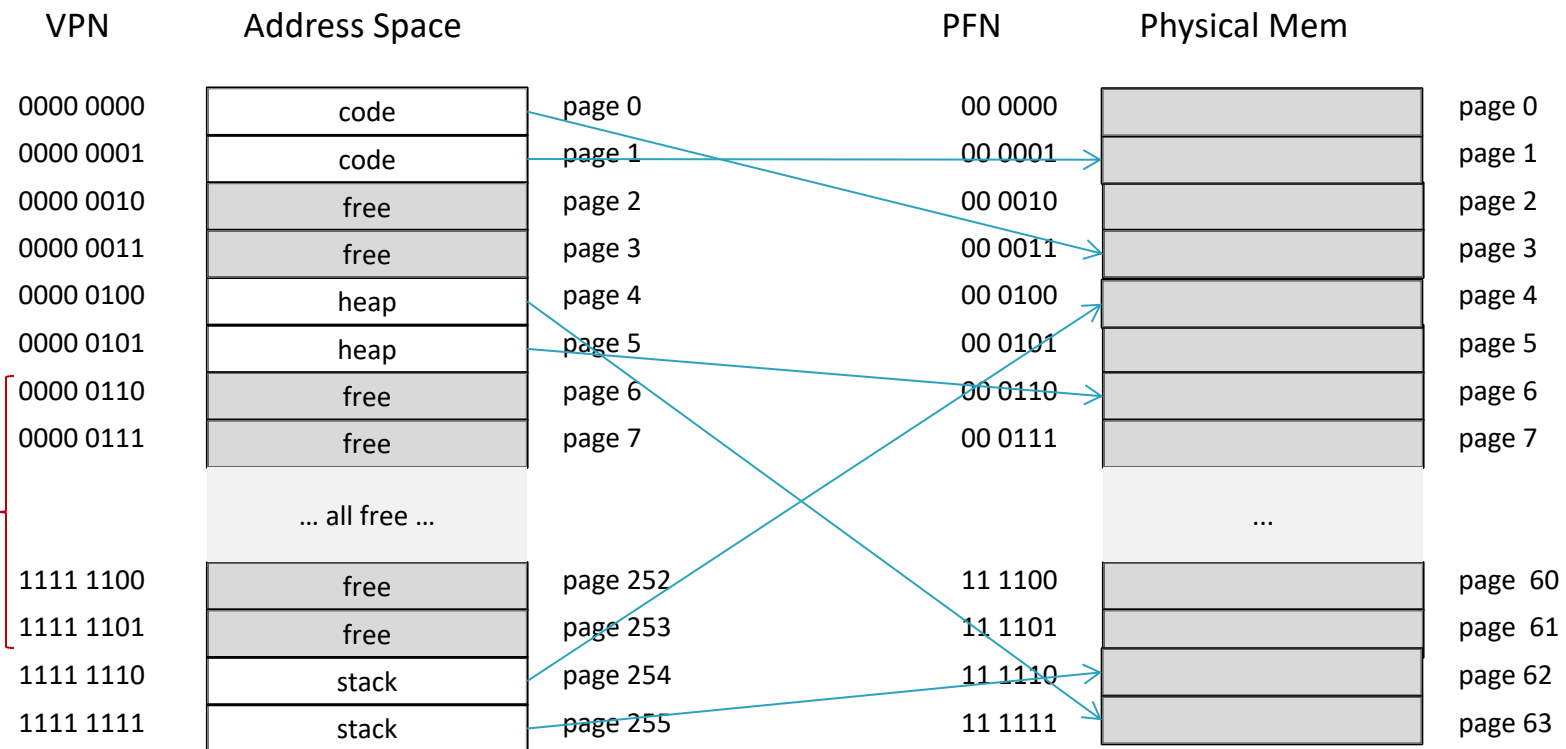 VPN Address Space PFN Physical Mem
0000 0000 code page 0 00 0000 page 0
0000 0001 code page 1 00 0001 page 1
0000 0010 free page 2 00 0010 page 2
0000 0011 free page 3 00 0011 page 3
0000 0100 heap page 4 00 0100 page 4
0000 0101 heap page 5 00 0101 page 5
0000 0110 free page 6 00 0110 page 6
0000 0111 free page 7 00 0111 page 7
... all free ... ...
1111 1100 free page 252 11 1100 page 60
1111 1101 free page 253 11 1101 page 61
1111 1110 stack page 254 11 1110 page 62
1111 1111 stack page 255 11 1111 page 63